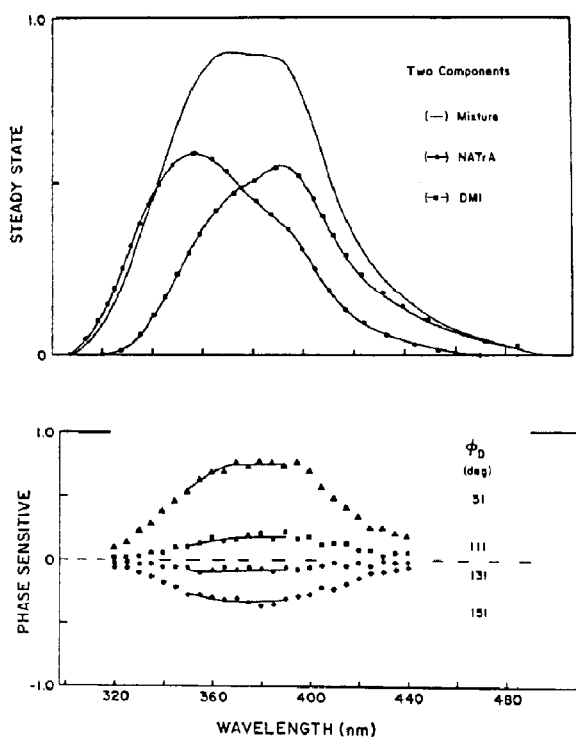 1.0
Two Components
(—) Mixture
(-•-) NATrA
(-■-) DMI
STEADY STATE
0
1.0
ϕD
(deg)
51
111
0
131
151
PHASE SENSITIVE
-1.0
320 360 400 440 480
WAVELENGTH (nm)